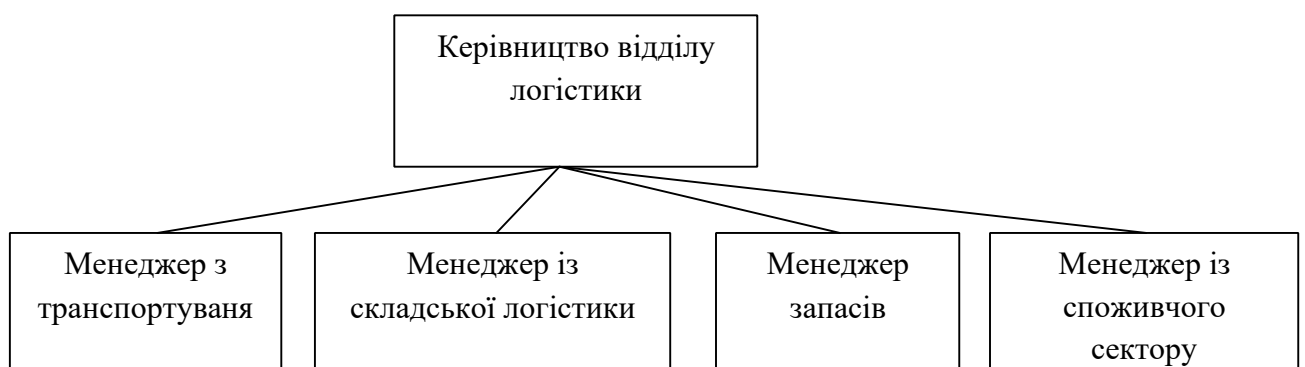 Керівництво відділу
логістики
Менеджер з
транспортуваня
Менеджер із
складської логістики
Менеджер
запасів
Менеджер із
споживчого
сектору